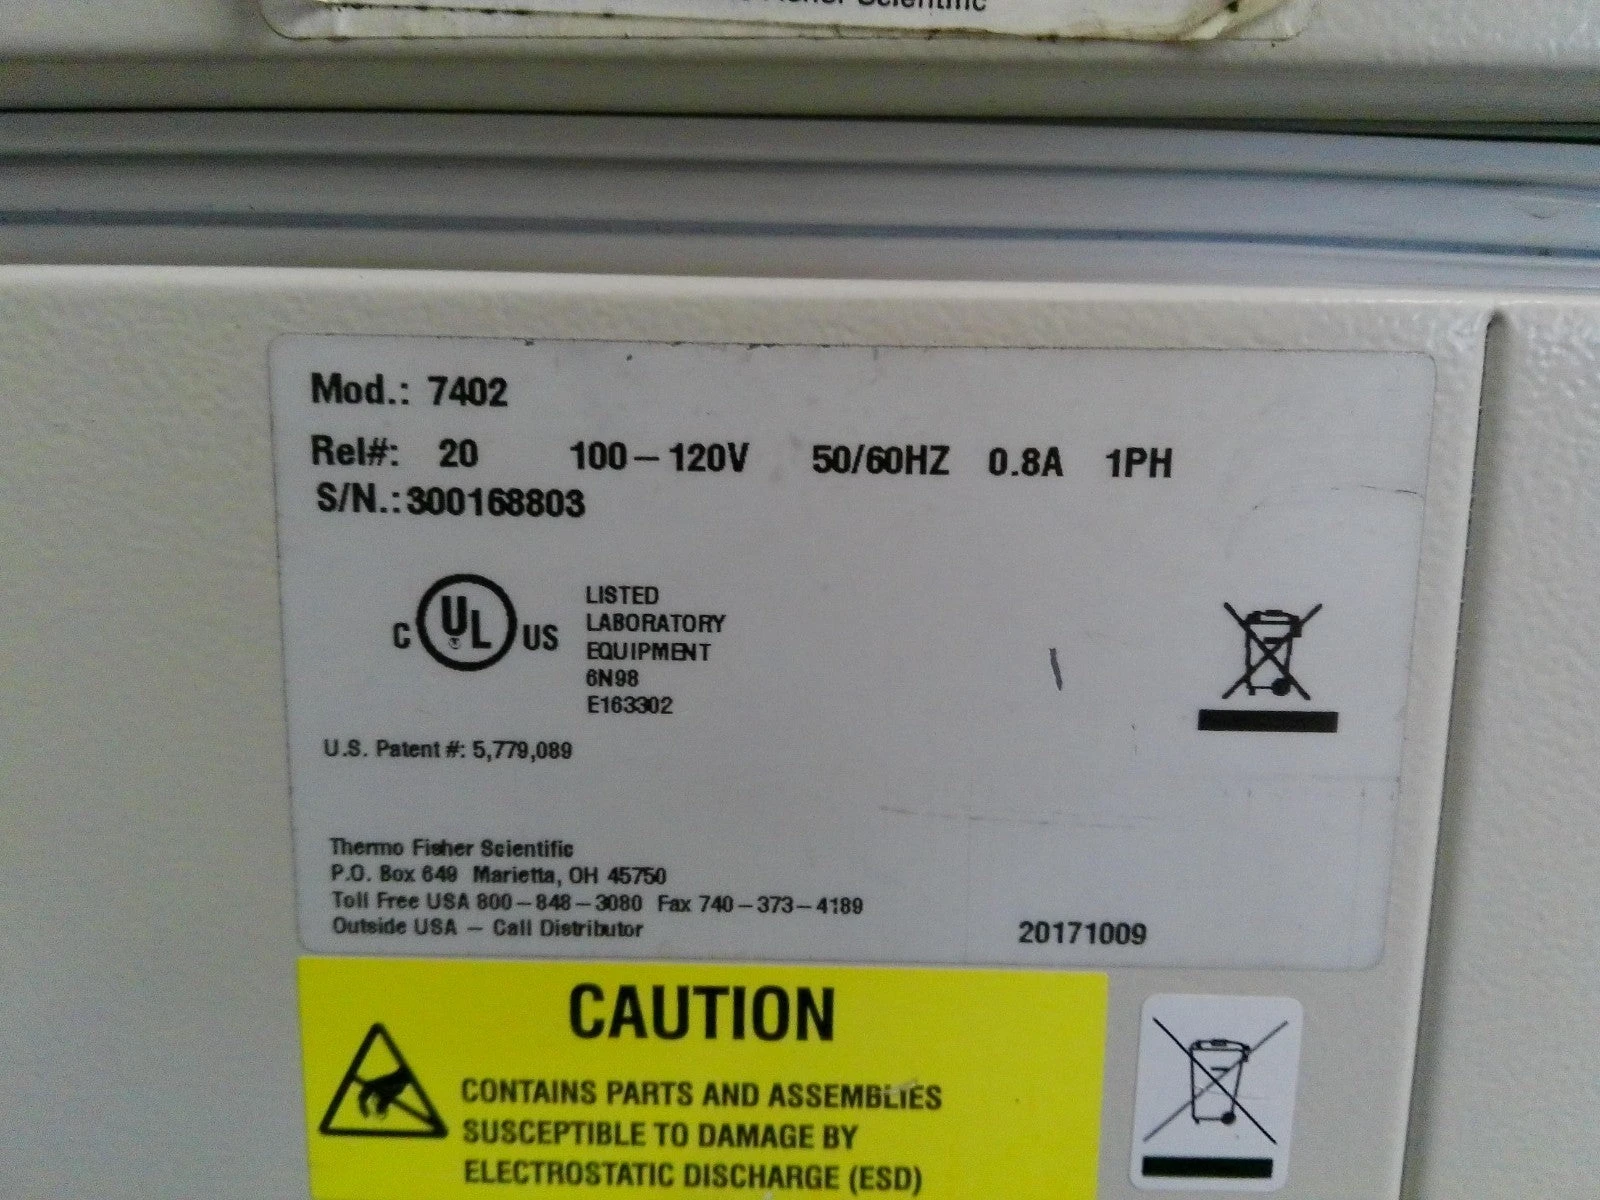 Fisher Scientific
Mod.: 7402
Rel#: 20 100-120V 50/60HZ 0.8A 1PH
S/N.: 300168803
C UL US
LISTED
LABORATORY
EQUIPMENT
6N98
E163302
U.S. Patent #: 5,779,089
Thermo Fisher Scientific
P.O. Box 649 Marietta, OH 45750
Toll Free USA 800-848-3080 Fax 740-373-4189
Outside USA - Call Distributor
20171009
CAUTION
CONTAINS PARTS AND ASSEMBLIES
SUSCEPTIBLE TO DAMAGE BY
ELECTROSTATIC DISCHARGE (ESD)